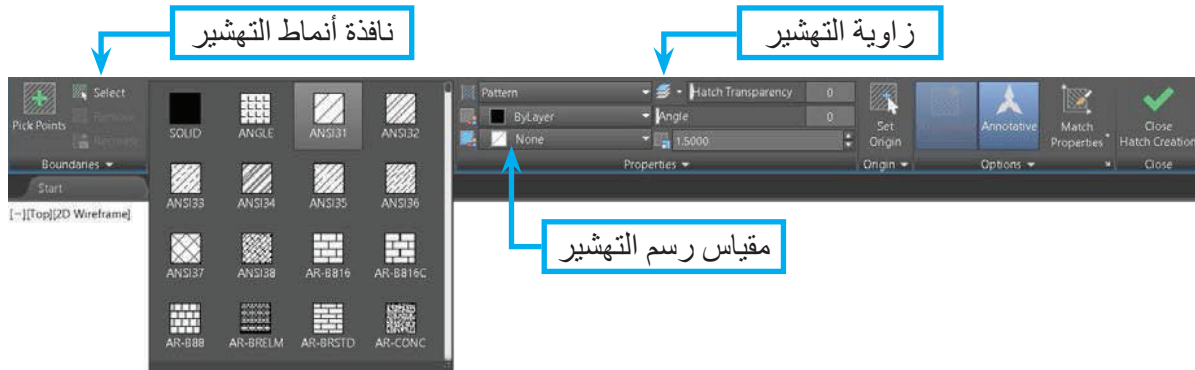 نافذة أنماط التهشير
زاوية التهشير
Pick Points
Select
Remove
Recreate
Boundaries
SOLID
ANGLE
ANSI31
ANSI32
ANSI33
ANSI34
ANSI35
ANSI36
ANSI37
ANSI38
AR-B816
AR-B816C
AR-B88
AR-BRELM
AR-BRSTD
AR-CONC
Pattern
Hatch Transparency 0
ByLayer
Angle 0
None
1.5000
Properties
Set
Origin
Origin
Annotative
Match
Properties
Options
Close
Hatch Creation
Close
Start
[-][Top][2D Wireframe]
مقياس رسم التهشير